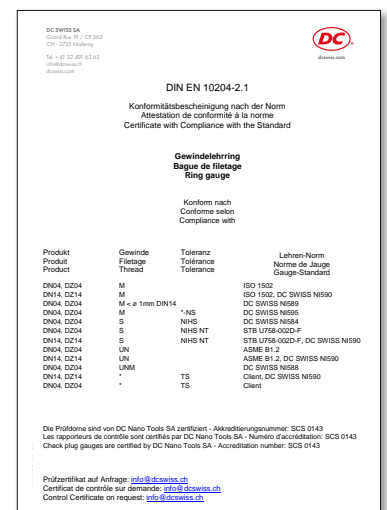 DC SWISS SA
Grand-Rue 19 / CP 363
CH - 2735 Malleray
Tel. + 41 32 491 63 63
info@dcswiss.ch
dcswiss.com
DC
dcswiss.com
DIN EN 10204-2.1
Konformitätsbescheinigung nach der Norm
Attestation de conformité à la norme
Certificate with Compliance with the Standard
Gewindelehrring
Bague de filetage
Ring gauge
Konform nach
Conforme selon
Compliance with
Produkt Gewinde Toleranz Lehren-Norm
Produit Filetage Tolérance Norme de Jauge
Product Thread Tolerance Gauge-Standard
DN04, DZ04 M ISO 1502
DN14, DZ14 M ISO 1502, DC SWISS NI590
DN04, DZ04 M < ø 1mm DIN14 DC SWISS NI589
DN04, DZ04 M *-NS DC SWISS NI595
DN04, DZ04 S NIHS DC SWISS NI584
DN04, DZ04 S NIHS NT STB U758-002D-F
DN14, DZ14 S NIHS NT STB U758-002D-F, DC SWISS NI590
DN04, DZ04 UN ASME B1.2
DN14, DZ14 UN ASME B1.2, DC SWISS NI590
DN04, DZ04 UNM DC SWISS NI588
DN14, DZ14 * TS Client, DC SWISS NI590
DN04, DZ04 * TS Client
Die Prüfdorne sind von DC Nano Tools SA zertifiziert - Akkreditierungsnummer: SCS 0143
Les rapporteurs de contrôle sont certifiés par DC Nano Tools SA - Numéro d'accréditation: SCS 0143
Check plug gauges are certified by DC Nano Tools SA - Accreditation number: SCS 0143
Prüfzertifikat auf Anfrage: info@dcswiss.ch
Certificat de contrôle sur demande: info@dcswiss.ch
Control Certificate on request: info@dcswiss.ch